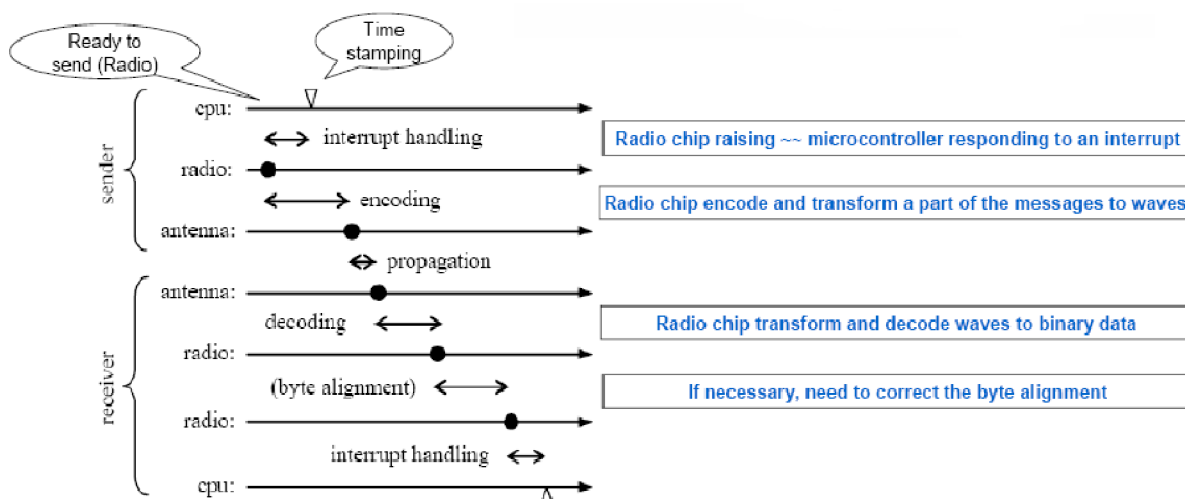 Ready to
send (Radio)
Time
stamping
cpu:
interrupt handling
Radio chip raising ~~ microcontroller responding to an interrupt
sender
radio:
encoding
Radio chip encode and transform a part of the messages to waves
antenna:
propagation
antenna:
decoding
Radio chip transform and decode waves to binary data
radio:
receiver
(byte alignment)
If necessary, need to correct the byte alignment
radio:
interrupt handling
cpu: